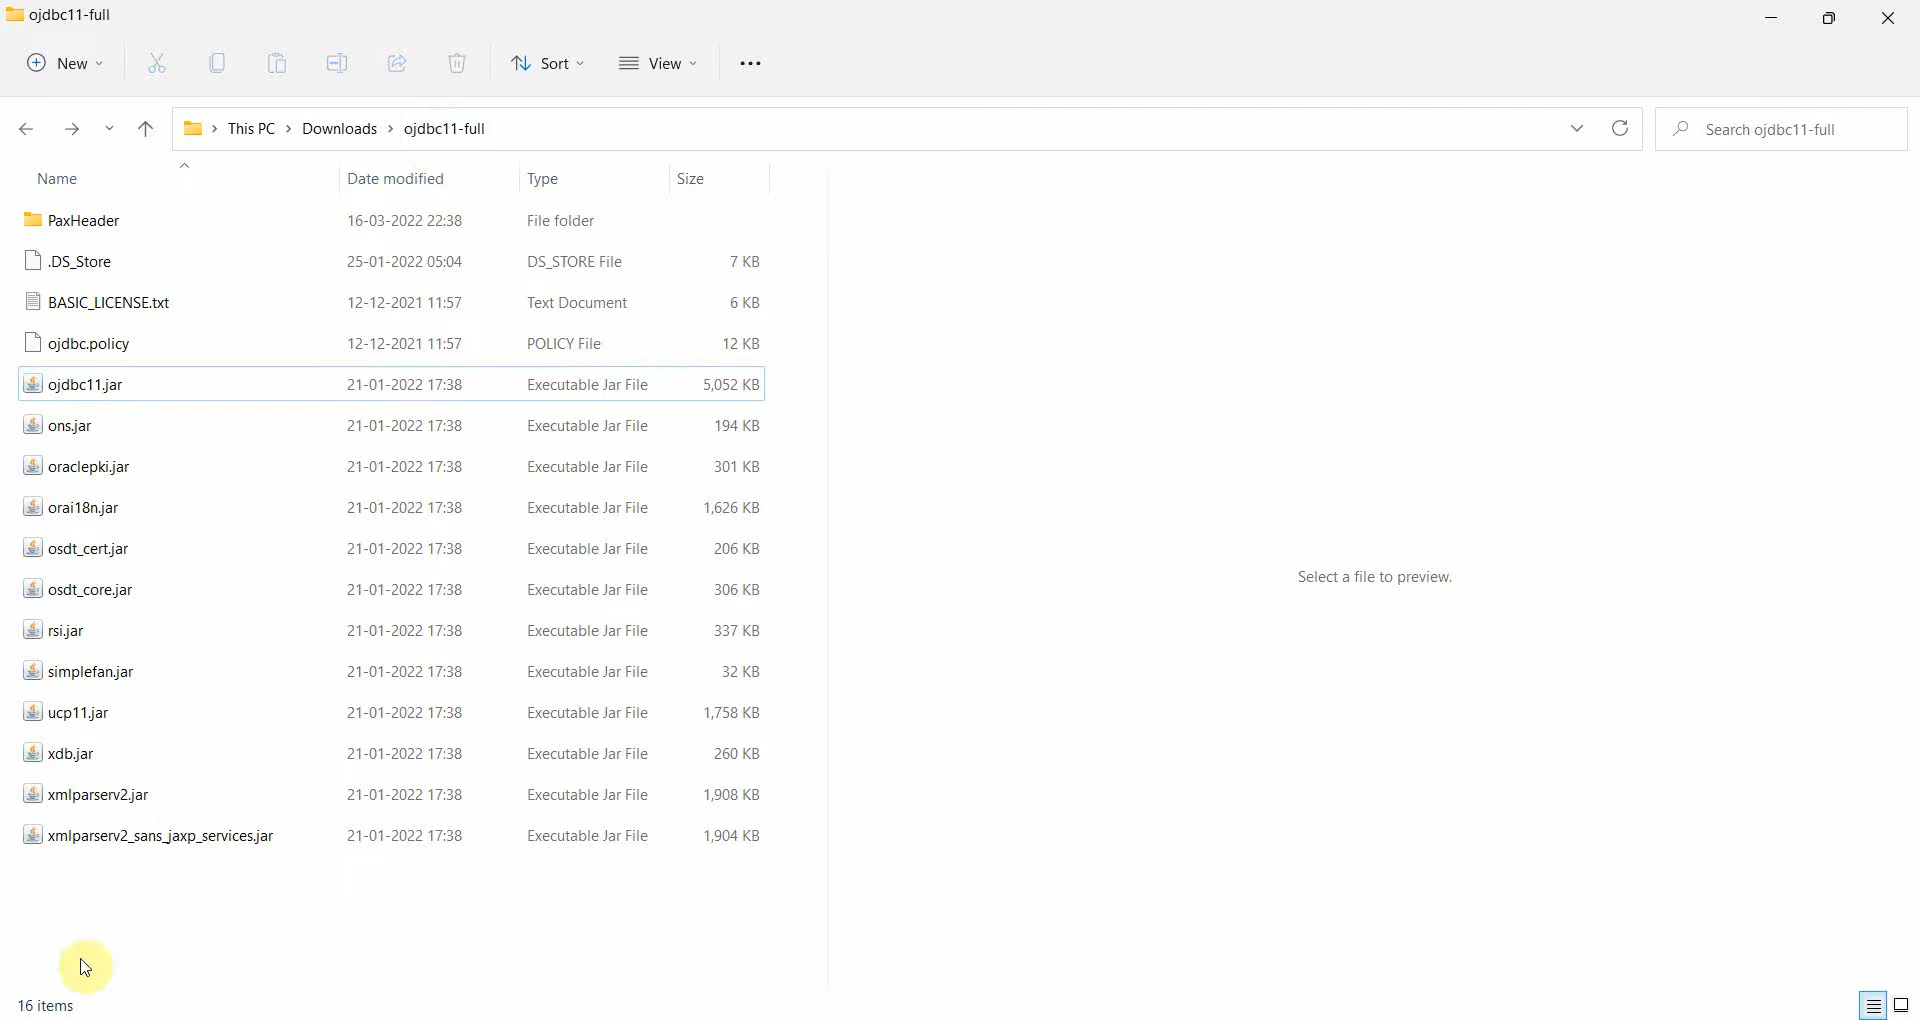 ojdbc11-full
New Sort View
This PC > Downloads > ojdbc11-full Search ojdbc11-full
Name Date modified Type Size
PaxHeader 16-03-2022 22:38 File folder
.DS_Store 25-01-2022 05:04 DS_STORE File 7 KB
BASIC_LICENSE.txt 12-12-2021 11:57 Text Document 6 KB
ojdbc.policy 12-12-2021 11:57 POLICY File 12 KB
ojdbc11.jar 21-01-2022 17:38 Executable Jar File 5,052 KB
ons.jar 21-01-2022 17:38 Executable Jar File 194 KB
oraclepki.jar 21-01-2022 17:38 Executable Jar File 301 KB
orai18n.jar 21-01-2022 17:38 Executable Jar File 1,626 KB
osdt_cert.jar 21-01-2022 17:38 Executable Jar File 206 KB
osdt_core.jar 21-01-2022 17:38 Executable Jar File 306 KB
rsi.jar 21-01-2022 17:38 Executable Jar File 337 KB
simplefan.jar 21-01-2022 17:38 Executable Jar File 32 KB
ucp11.jar 21-01-2022 17:38 Executable Jar File 1,758 KB
xdb.jar 21-01-2022 17:38 Executable Jar File 260 KB
xmlparserv2.jar 21-01-2022 17:38 Executable Jar File 1,908 KB
xmlparserv2_sans_jaxp_services.jar 21-01-2022 17:38 Executable Jar File 1,904 KB
Select a file to preview.
16 items